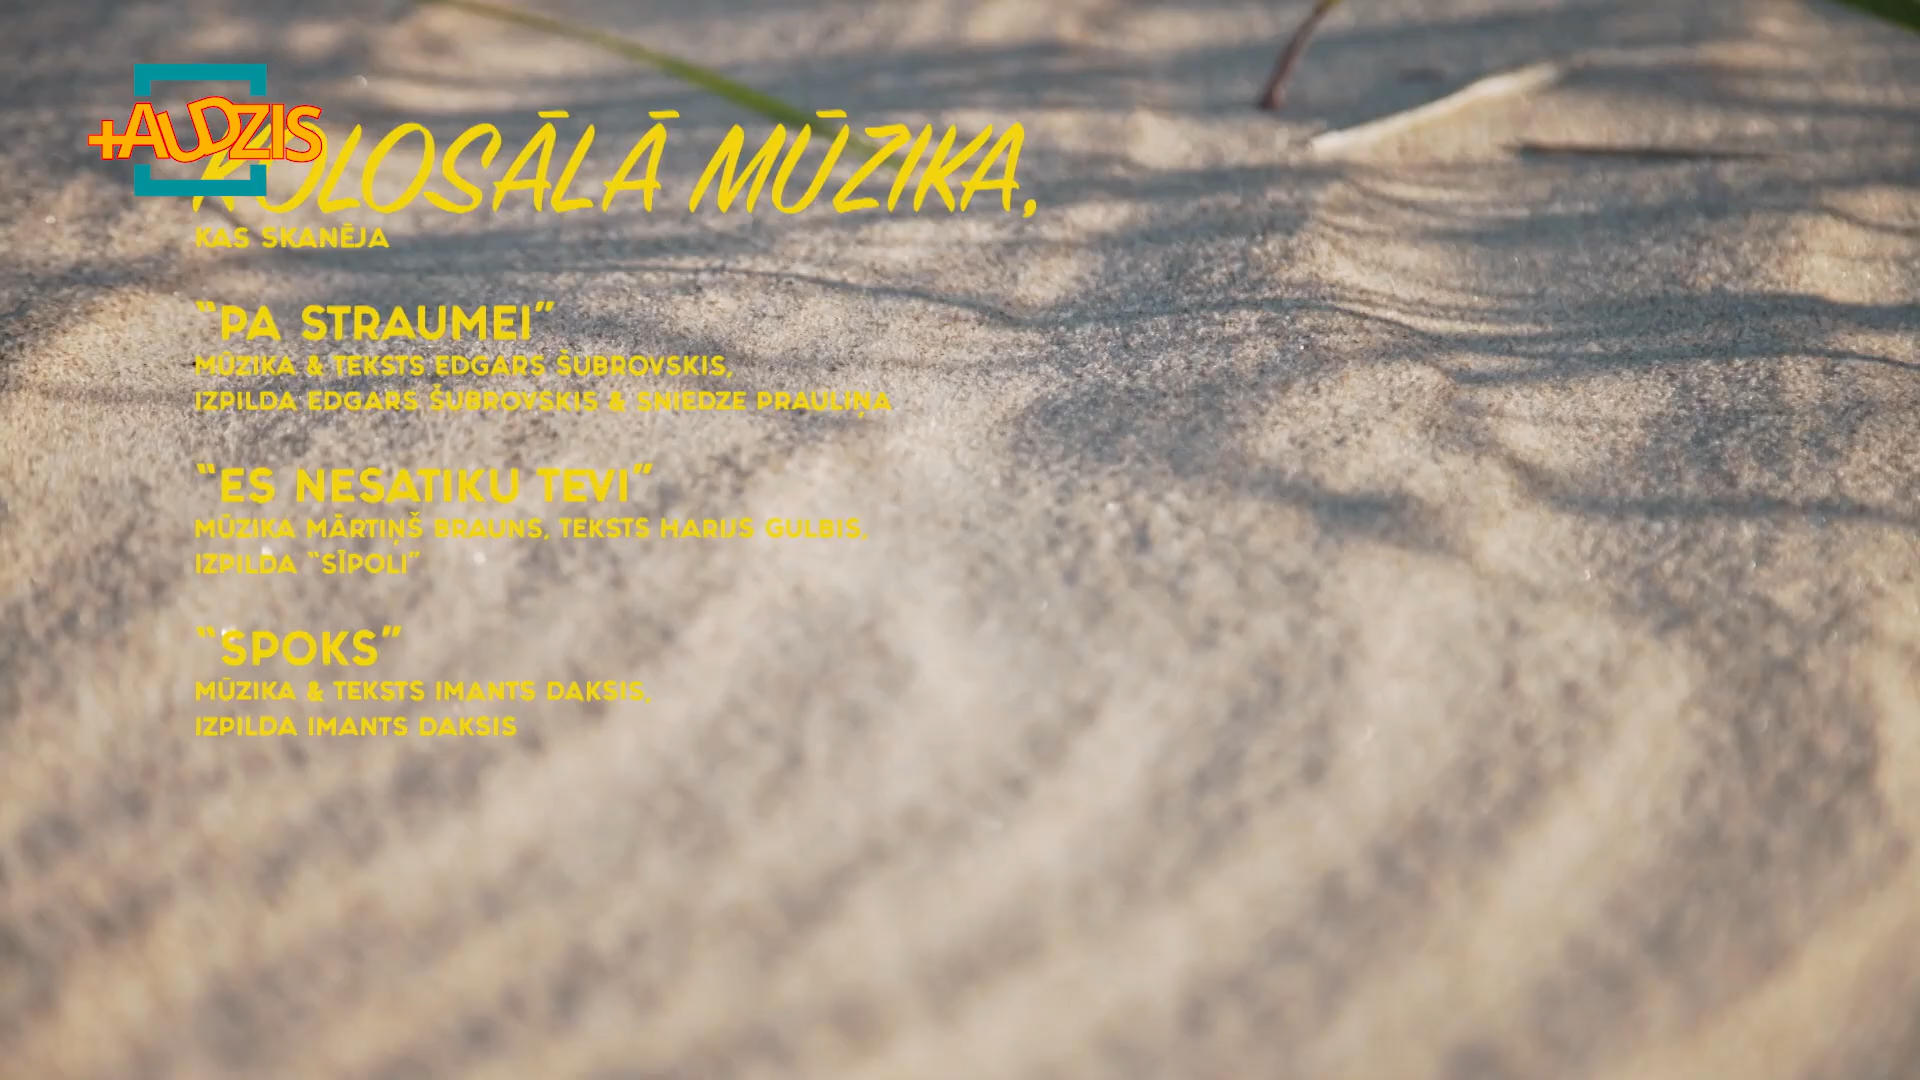 +AUDZIS
KOLOSĀLĀ MŪZIKA,
KAS SKANĒJA
"PA STRAUMEI"
MŪZIKA & TEKSTS EDGARS ŠUBROVSKIS,
IZPILDA EDGARS ŠUBROVSKIS & SNIEDZE PRAULIŅA
"ES NESATIKU TEVI"
MŪZIKA MĀRTIŅŠ BRAUNS, TEKSTS HARIJS GULBIS,
IZPILDA "SĪPOLI"
"SPOKS"
MŪZIKA & TEKSTS IMANTS DAKSIS,
IZPILDA IMANTS DAKSIS